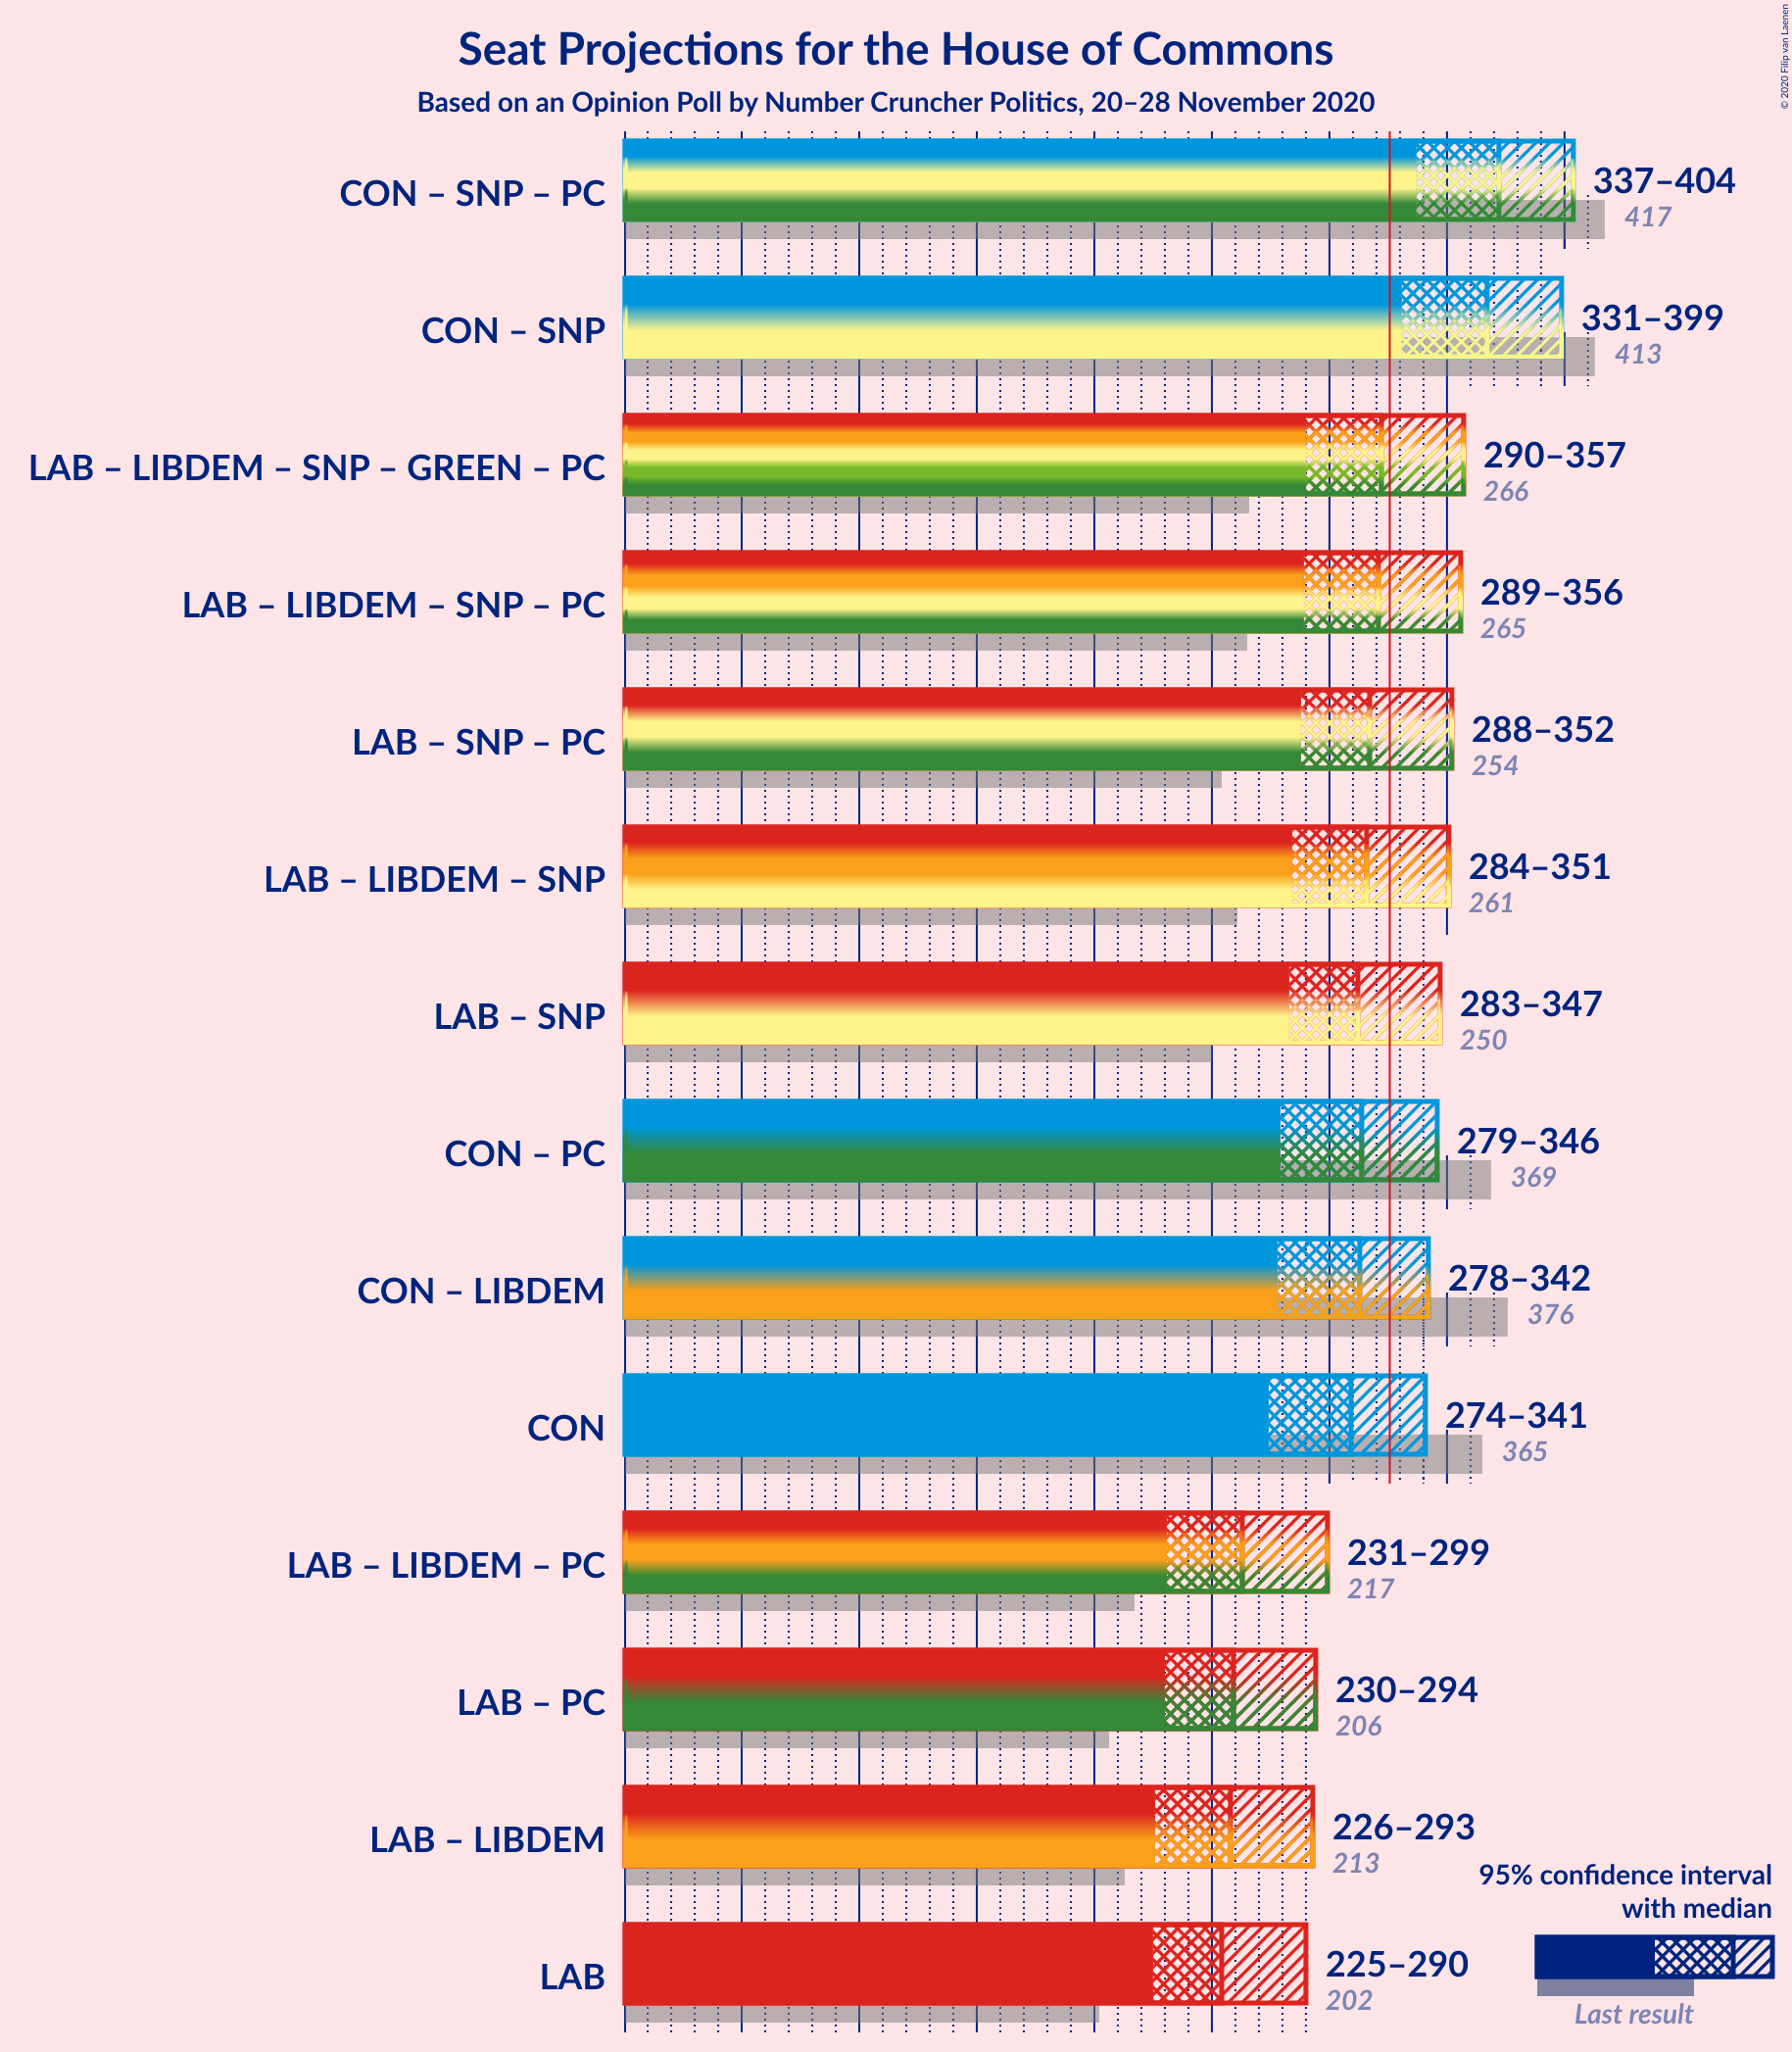 Seat Projections for the House of Commons
Based on an Opinion Poll by Number Cruncher Politics, 20–28 November 2020
© 2020 Filip van Laenen
CON – SNP – PC
337–404
417
CON – SNP
331–399
413
LAB – LIBDEM – SNP – GREEN – PC
290–357
266
LAB – LIBDEM – SNP – PC
289–356
265
LAB – SNP – PC
288–352
254
LAB – LIBDEM – SNP
284–351
261
LAB – SNP
283–347
250
CON – PC
279–346
369
CON – LIBDEM
278–342
376
CON
274–341
365
LAB – LIBDEM – PC
231–299
217
LAB – PC
230–294
206
LAB – LIBDEM
226–293
213
LAB
225–290
202
95% confidence interval
with median
Last result